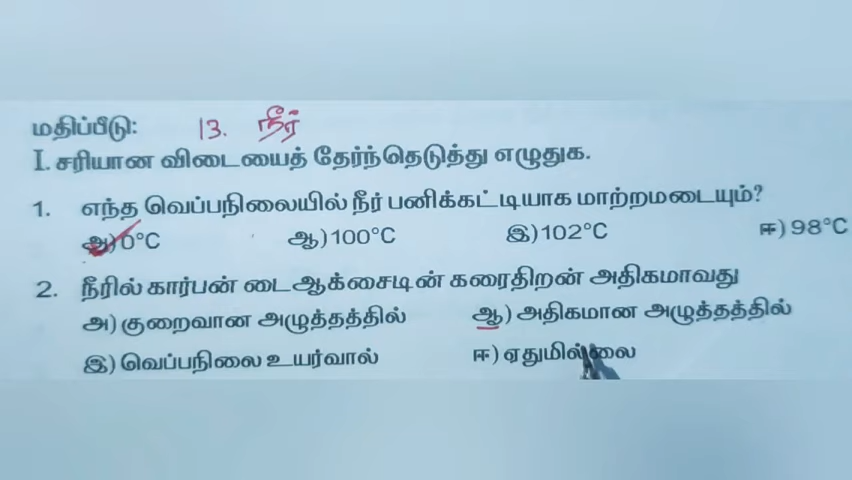 மதிப்பீடு: 13. நீர்
I. சரியான விடையைத் தேர்ந்தெடுத்து எழுதுக.
1. எந்த வெப்பநிலையில் நீர் பனிக்கட்டியாக மாற்றமடையும்?
அ) 0°C ஆ) 100°C இ) 102°C ஈ) 98°C
2. நீரில் கார்பன் டைஆக்சைடின் கரைதிறன் அதிகமாவது
அ) குறைவான அழுத்தத்தில் ஆ) அதிகமான அழுத்தத்தில்
இ) வெப்பநிலை உயர்வால் ஈ) ஏதுமில்லை